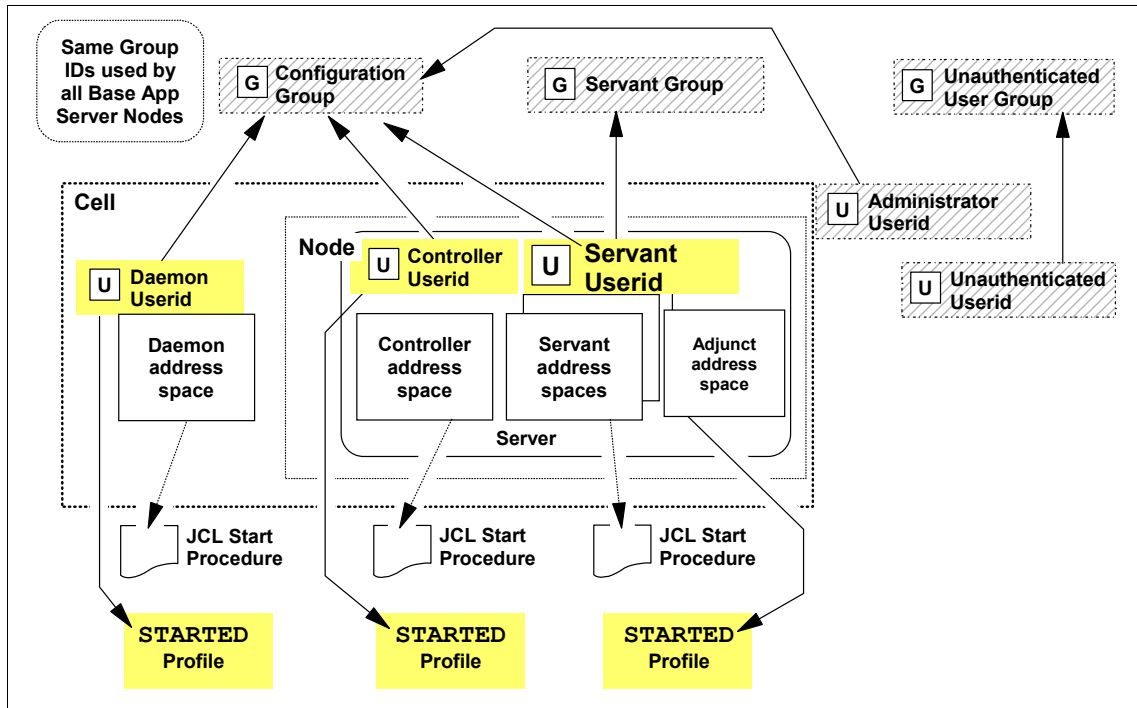 Same Group
IDs used by
all Base App
Server Nodes
G
Configuration
Group
G
Servant Group
G
Unauthenticated
User Group
Cell
U
Administrator
Userid
Node
U
Controller
Userid
U
Servant
Userid
U
Daemon
Userid
U
Unauthenticated
Userid
Daemon
address
space
Controller
address
space
Servant
address
spaces
Adjunct
address
space
Server
JCL Start
Procedure
JCL Start
Procedure
JCL Start
Procedure
STARTED
Profile
STARTED
Profile
STARTED
Profile